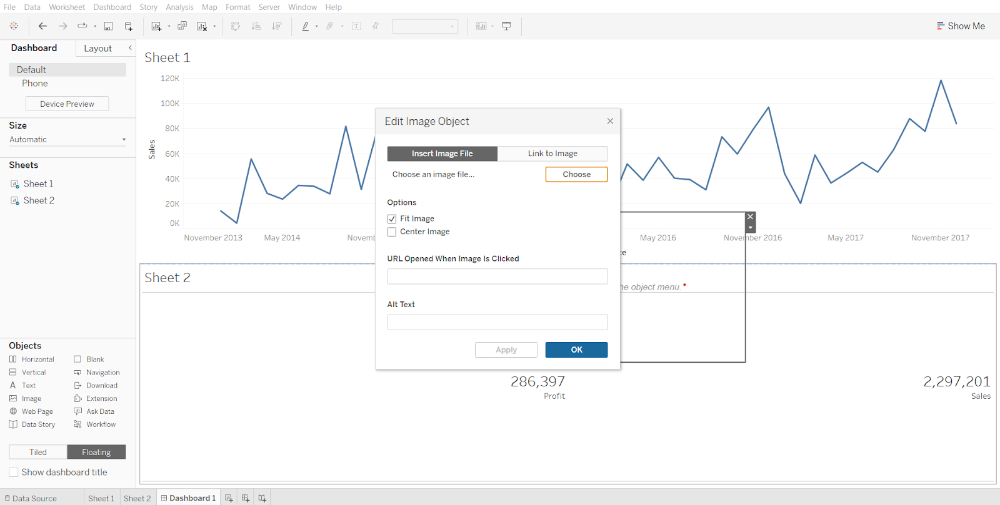 File Data Worksheet Dashboard Story Analysis Map Format Server Window Help
Show Me
Dashboard Layout
Default
Phone
Device Preview
Size
Automatic
Sheets
Sheet 1
Sheet 2
Objects
Horizontal Blank
Vertical Navigation
Text Download
Image Extension
Web Page Ask Data
Data Story Workflow
Tiled Floating
Show dashboard title
Sheet 1
120K
100K
80K
60K
40K
20K
0K
Sales
November 2013 May 2014 May 2016 November 2016 May 2017 November 2017
Sheet 2
object menu.
286,397
Profit
2,297,201
Sales
Edit Image Object
Insert Image File Link to Image
Choose an image file... Choose
Options
Fit Image
Center Image
URL Opened When Image Is Clicked
Alt Text
Apply OK
Data Source Sheet 1 Sheet 2 Dashboard 1